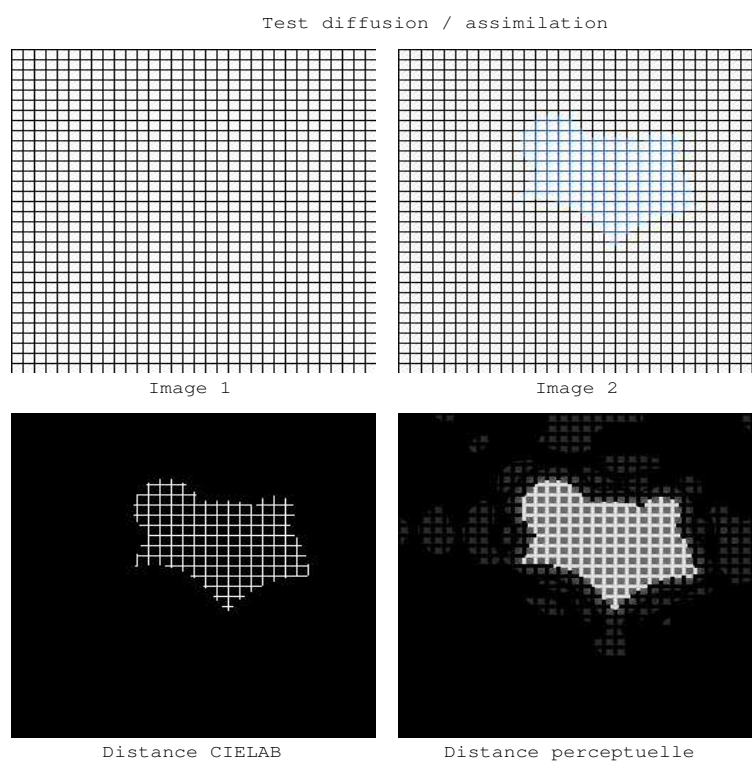 Test diffusion / assimilation
Image 1
Image 2
Distance CIELAB
Distance perceptuelle